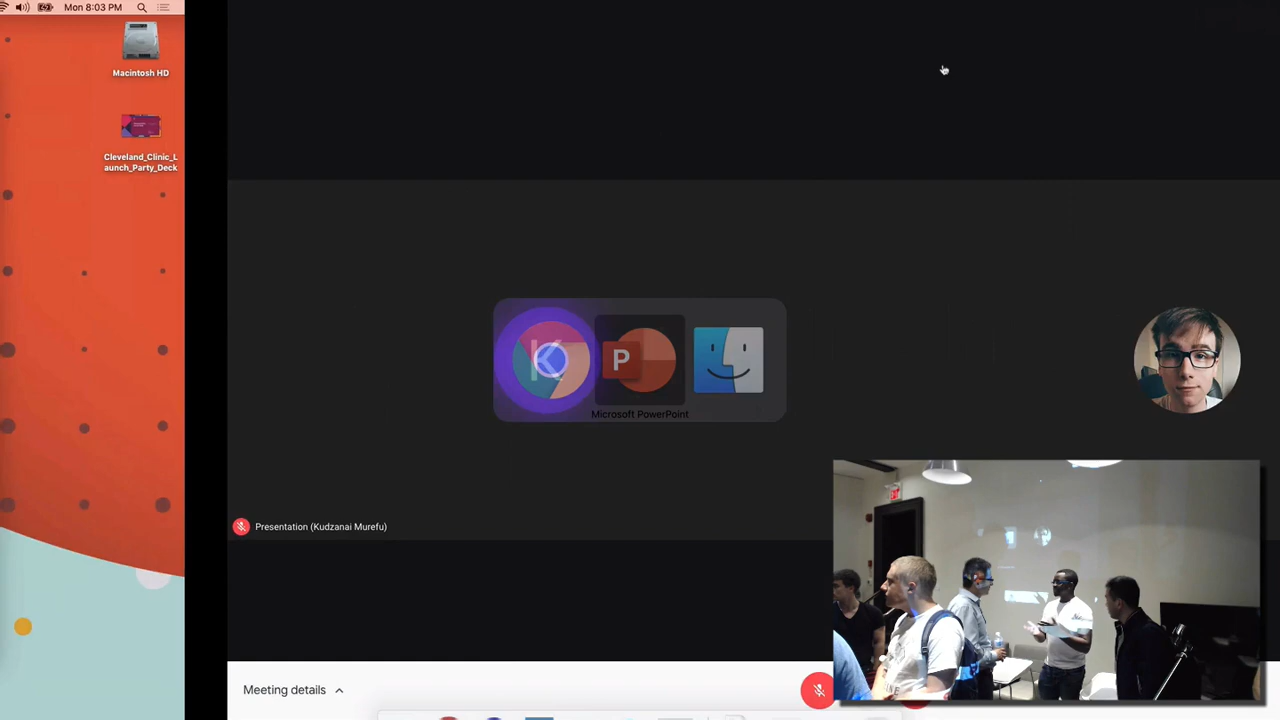 Mon 8:03 PM
Macintosh HD
Cleveland_Clinic_L
aunch_Party_Deck
K
P
Microsoft PowerPoint
Presentation (Kudzanai Murefu)
Meeting details